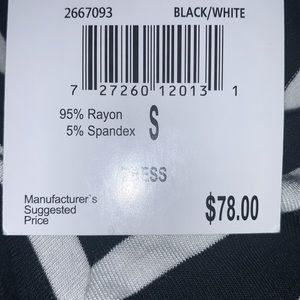 2667093 BLACK/WHITE
7 27260 12013 1
95% Rayon S
5% Spandex
DRESS
Manufacturer`s
Suggested
Price $78.00